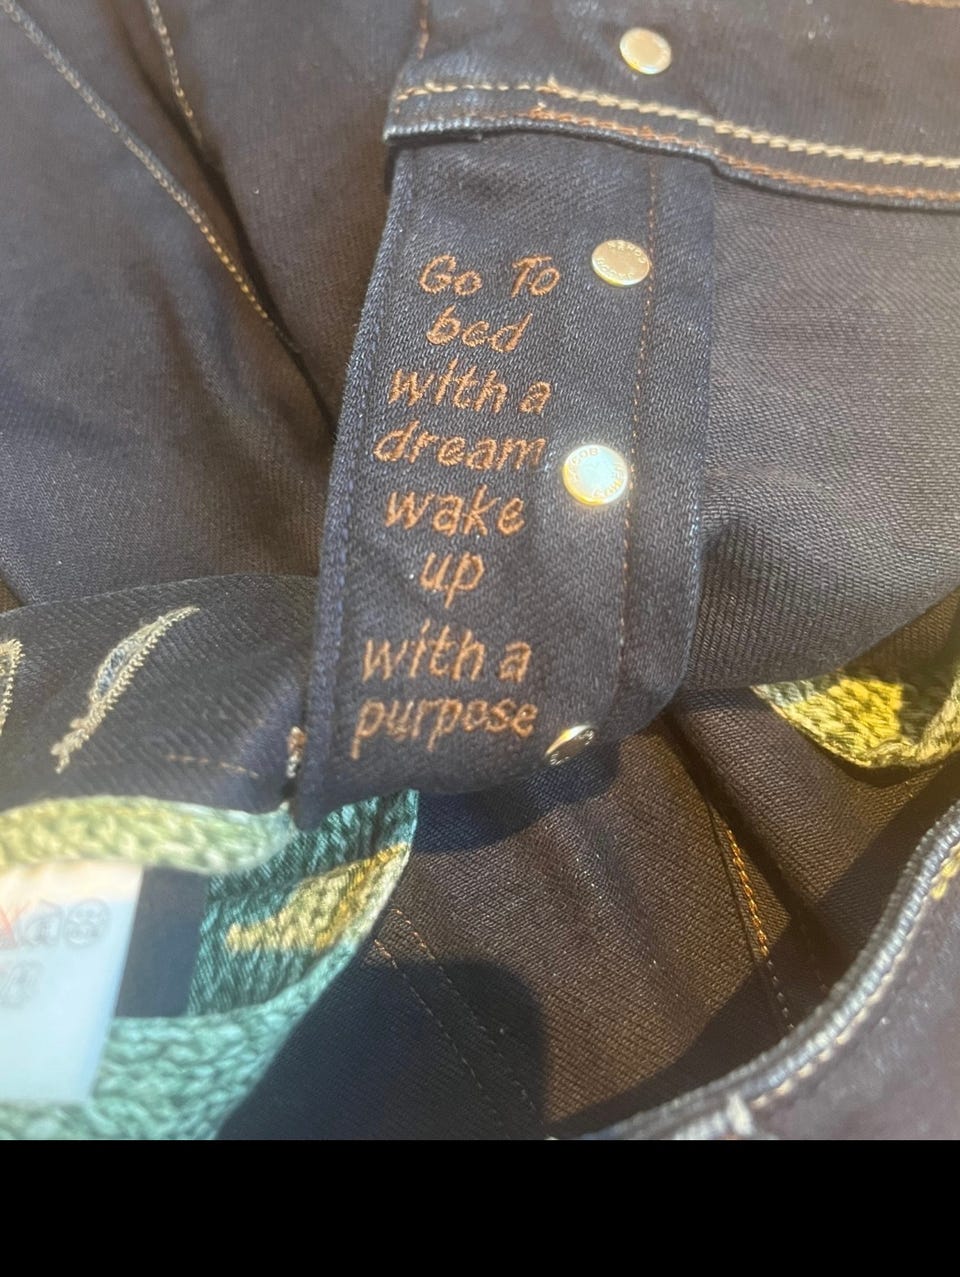 Go To
bed
with a
dream
wake
up
with a
purpose